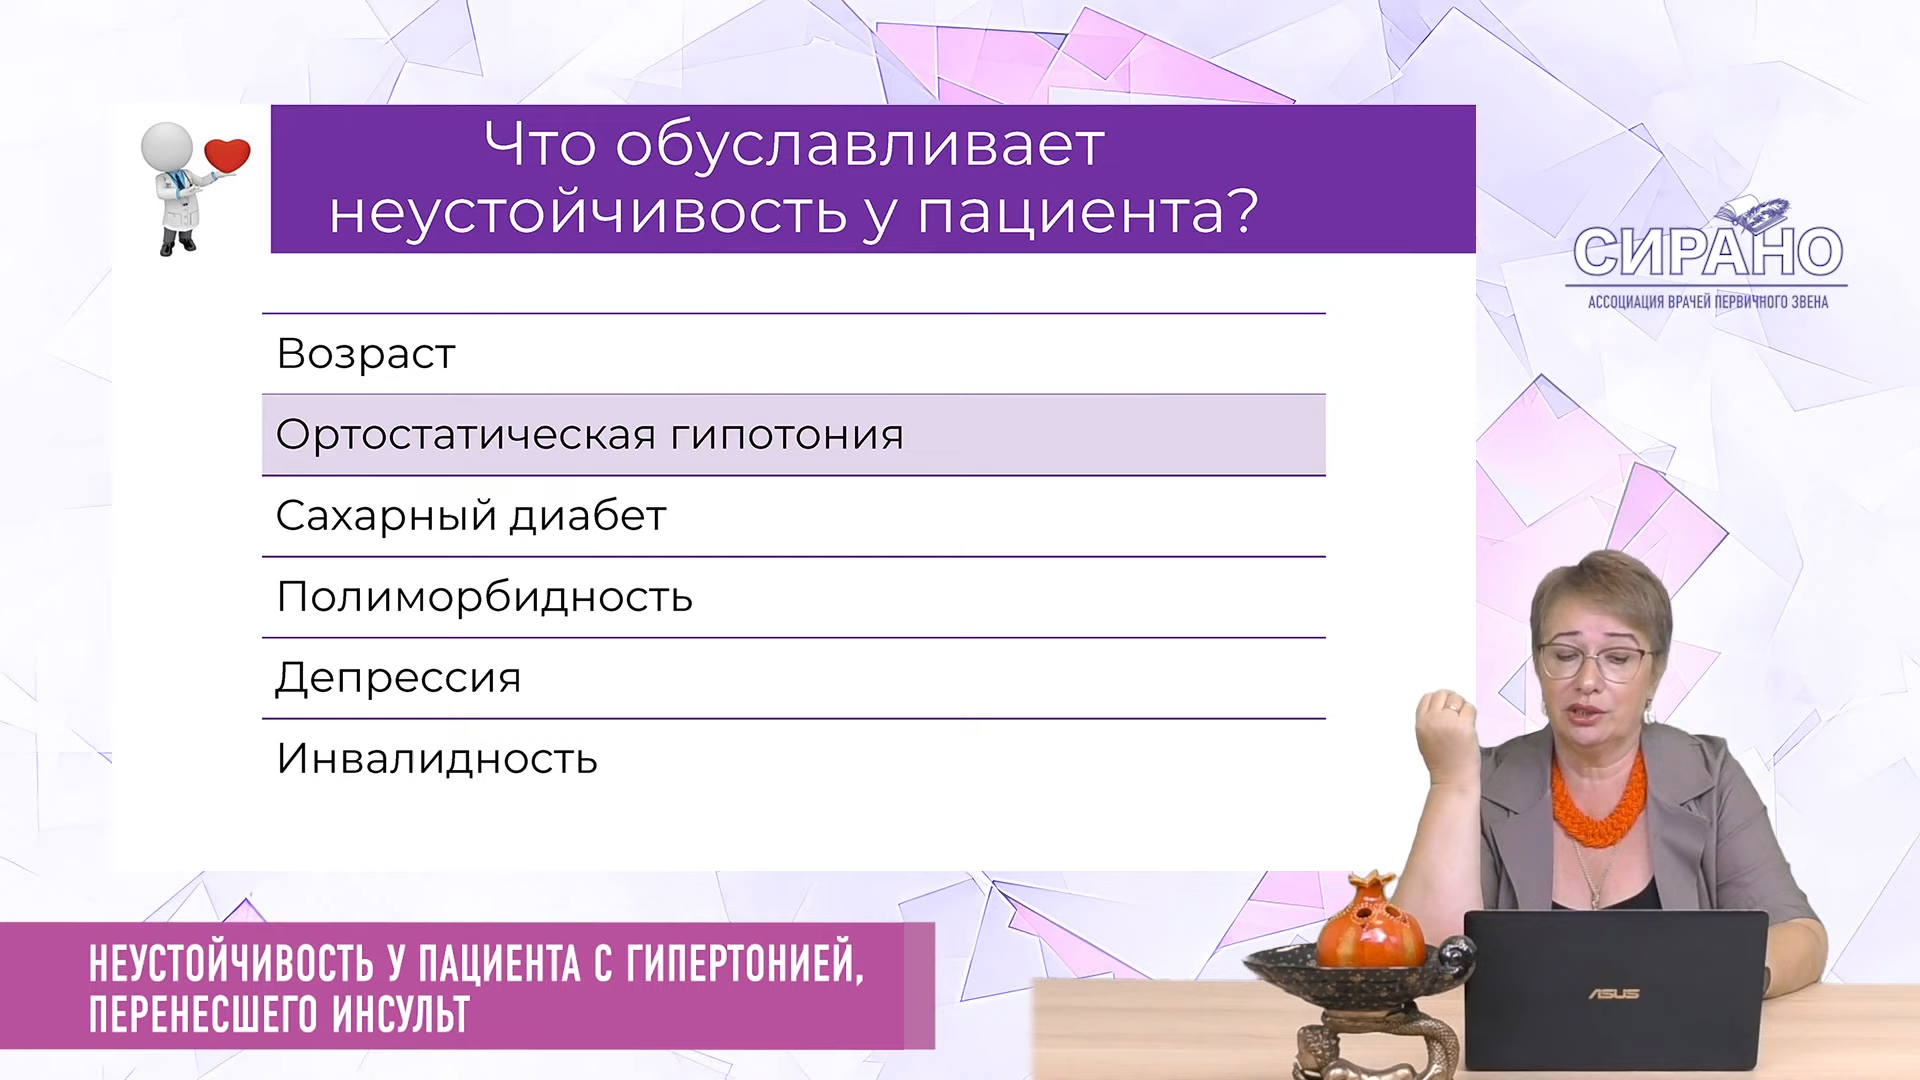 Что обуславливает
неустойчивость у пациента?
СИРАНО
АССОЦИАЦИЯ ВРАЧЕЙ ПЕРВИЧНОГО ЗВЕНА
Возраст
Ортостатическая гипотония
Сахарный диабет
Полиморбидность
Депрессия
Инвалидность
НЕУСТОЙЧИВОСТЬ У ПАЦИЕНТА С ГИПЕРТОНИЕЙ,
ПЕРЕНЕСШЕГО ИНСУЛЬТ
ASUS